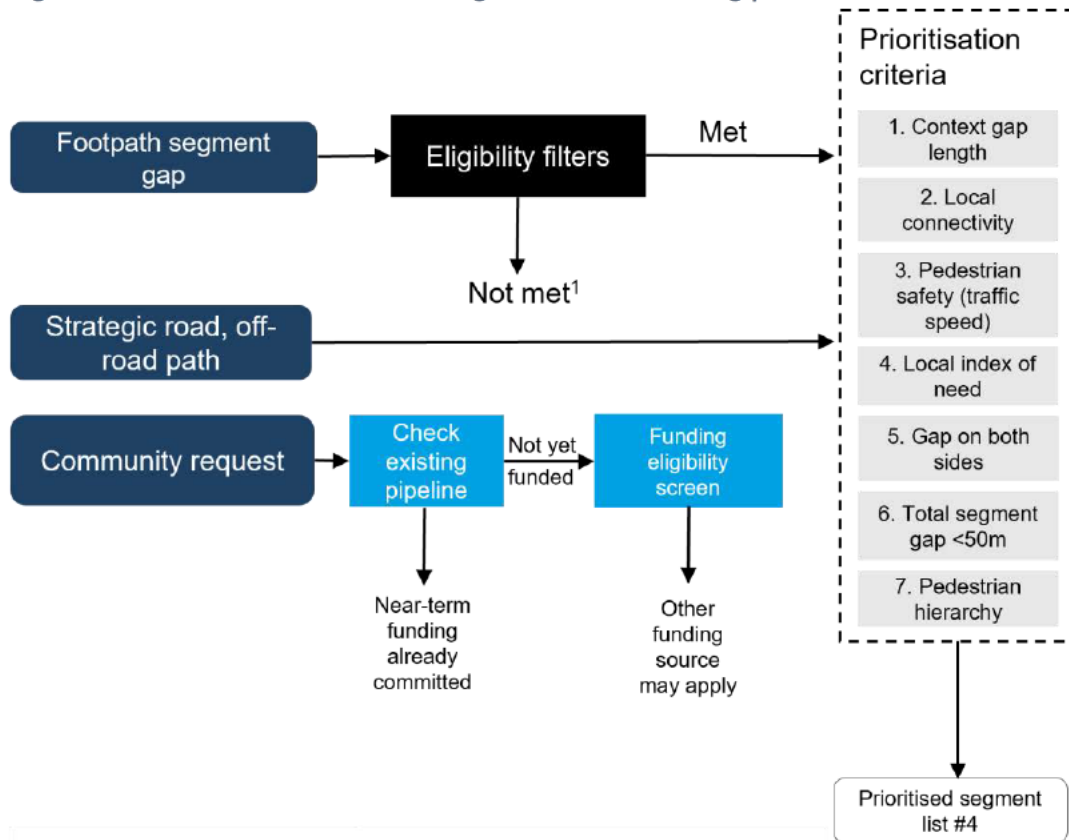 Prioritisation
criteria
Footpath segment
gap
Eligibility filters
Met
Not met¹
Strategic road, off-
road path
Community request
Check
existing
pipeline
Not yet
funded
Funding
eligibility
screen
Near-term
funding
already
committed
Other
funding
source
may apply
1. Context gap
length
2. Local
connectivity
3. Pedestrian
safety (traffic
speed)
4. Local index of
need
5. Gap on both
sides
6. Total segment
gap <50m
7. Pedestrian
hierarchy
Prioritised segment
list #4